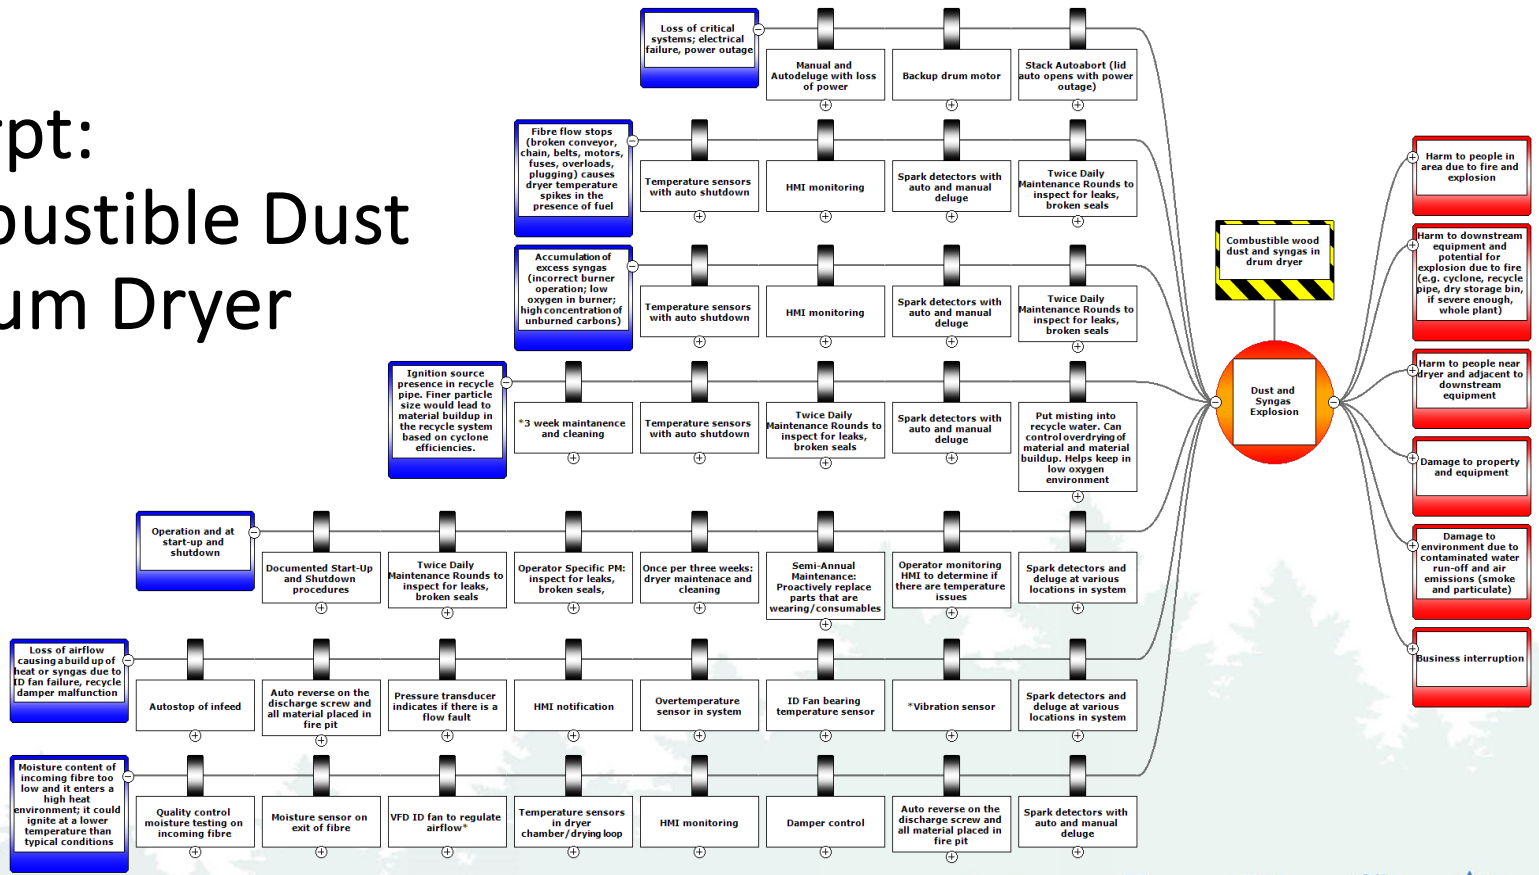 rpt:
bustible Dust
um Dryer
Loss of critical
systems; electrical
failure, power outage
Manual and
Autodeluge with loss
of power
Backup drum motor
Stack Autoabort (lid
auto opens with power
outage)
Fibre flow stops
(broken conveyor,
chain, belts, motors,
fuses, overloads,
plugging) causes
dryer temperature
spikes in the
presence of fuel
Temperature sensors
with auto shutdown
HMI monitoring
Spark detectors with
auto and manual
deluge
Twice Daily
Maintenance Rounds to
inspect for leaks,
broken seals
Accumulation of
excess syngas
(incorrect burner
operation; low
oxygen in burner;
high concentration of
unburned carbons)
Temperature sensors
with auto shutdown
HMI monitoring
Spark detectors with
auto and manual
deluge
Twice Daily
Maintenance Rounds to
inspect for leaks,
broken seals
Ignition source
presence in recycle
pipe. Finer particle
size would lead to
material buildup in
the recycle system
based on cyclone
efficiencies.
*3 week maintanence
and cleaning
Temperature sensors
with auto shutdown
Twice Daily
Maintenance Rounds to
inspect for leaks,
broken seals
Spark detectors with
auto and manual
deluge
Put misting into
recycle water. Can
control overdrying of
material and material
buildup. Helps keep in
low oxygen
environment
Operation and at
start-up and
shutdown
Documented Start-Up
and Shutdown
procedures
Twice Daily
Maintenance Rounds to
inspect for leaks,
broken seals
Operator Specific PM:
inspect for leaks,
broken seals,
Once per three weeks:
dryer maintenace and
cleaning
Semi-Annual
Maintenance:
Proactively replace
parts that are
wearing/consumables
Operator monitoring
HMI to determine if
there are temperature
issues
Spark detectors and
deluge at various
locations in system
Loss of airflow
causing a build up of
heat or syngas due to
ID fan failure, recycle
damper malfunction
Autostop of infeed
Auto reverse on the
discharge screw and
all material placed in
fire pit
Pressure transducer
indicates if there is a
flow fault
HMI notification
Overtemperature
sensor in system
ID Fan bearing
temperature sensor
*Vibration sensor
Spark detectors and
deluge at various
locations in system
Moisture content of
incoming fibre too
low and it enters a
high heat
environment; it could
ignite at a lower
temperature than
typical conditions
Quality control
moisture testing on
incoming fibre
Moisture sensor on
exit of fibre
VFD ID fan to regulate
airflow*
Temperature sensors
in dryer
chamber/drying loop
HMI monitoring
Damper control
Auto reverse on the
discharge screw and
all material placed in
fire pit
Spark detectors with
auto and manual
deluge
Combustible wood
dust and syngas in
drum dryer
Dust and
Syngas
Explosion
Harm to people in
area due to fire and
explosion
Harm to downstream
equipment and
potential for
explosion due to fire
(e.g. cyclone, recycle
pipe, dry storage bin,
if severe enough,
whole plant)
Harm to people near
dryer and adjacent to
downstream
equipment
Damage to property
and equipment
Damage to
environment due to
contaminated water
run-off and air
emissions (smoke
and particulate)
Business interruption